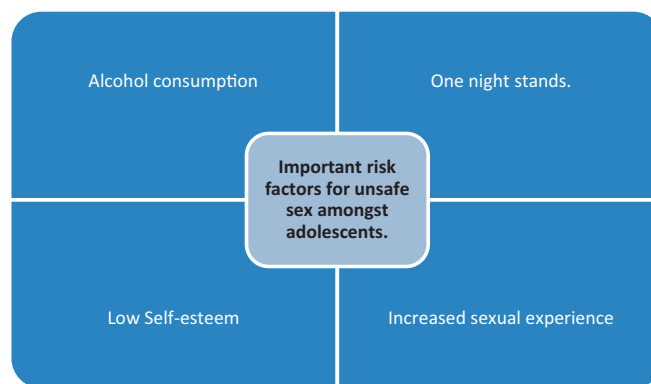 Alcohol consumption
One night stands.
Important risk
factors for unsafe
sex amongst
adolescents.
Low Self-esteem
Increased sexual experience